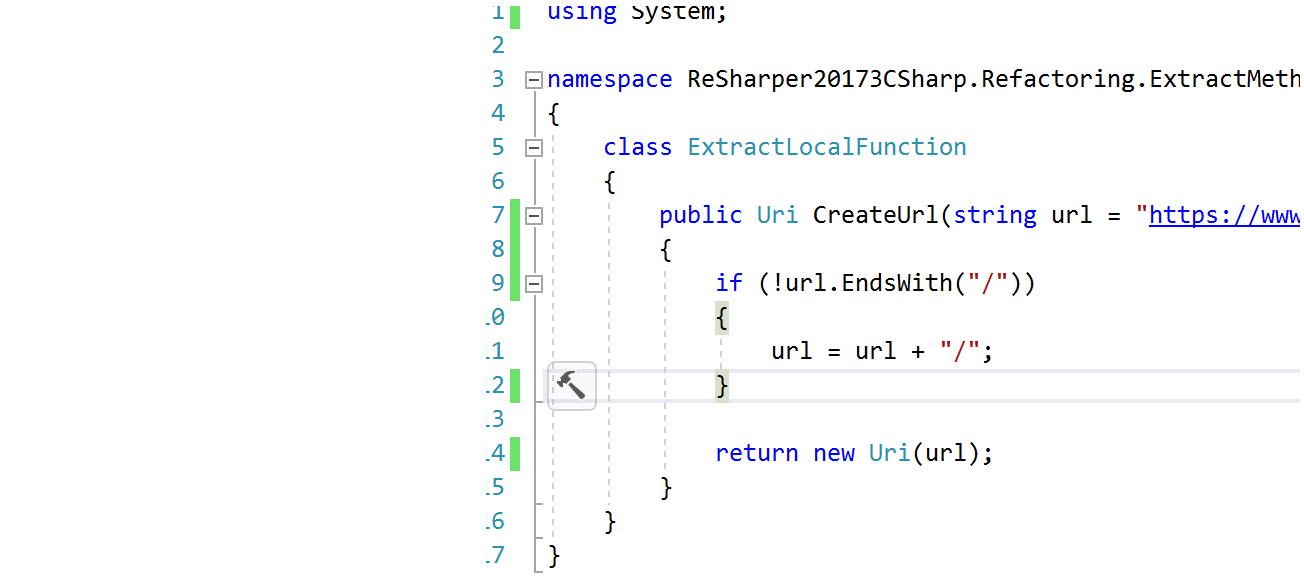 1 using System;
2
3 namespace ReSharper20173CSharp.Refactoring.ExtractMeth
4 {
5 class ExtractLocalFunction
6 {
7 public Uri CreateUrl(string url = "https://www
8 {
9 if (!url.EndsWith("/"))
10 {
11 url = url + "/";
12 }
13
14 return new Uri(url);
15 }
16 }
17 }